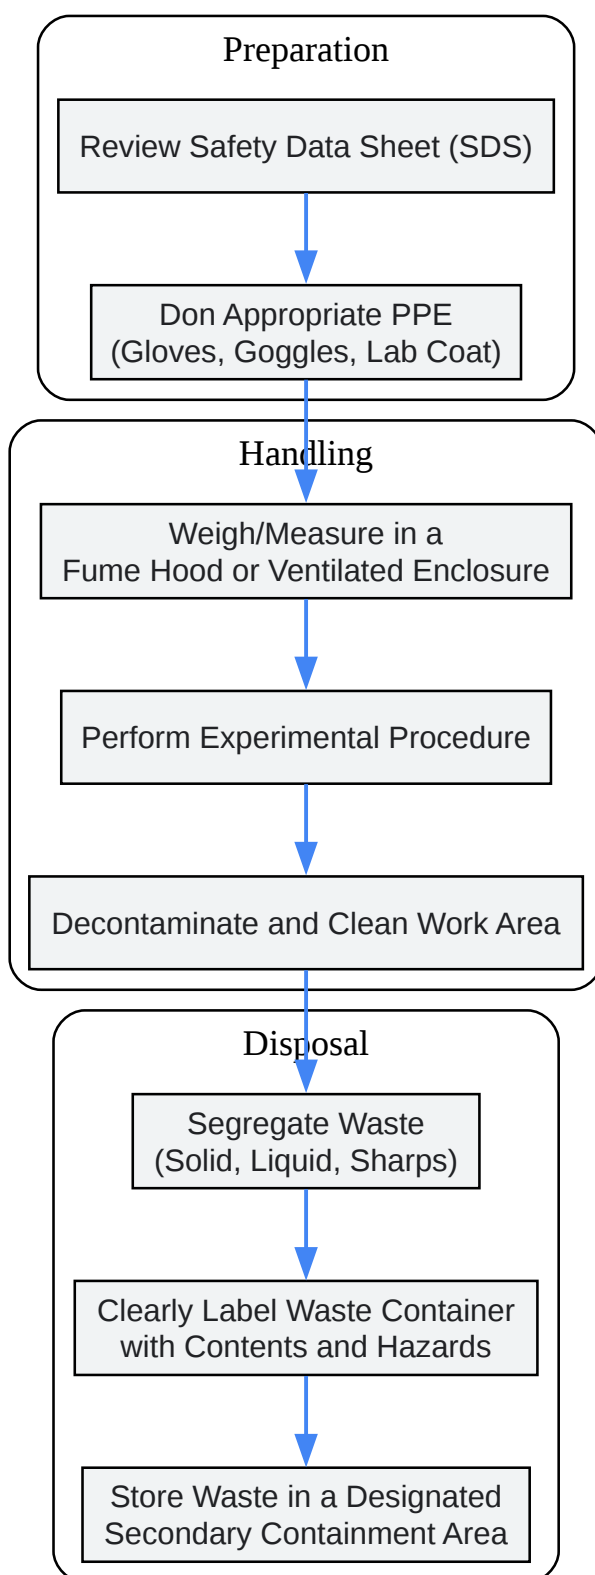 Preparation
Review Safety Data Sheet (SDS)
Don Appropriate PPE
(Gloves, Goggles, Lab Coat)
Handling
Weigh/Measure in a
Fume Hood or Ventilated Enclosure
Perform Experimental Procedure
Decontaminate and Clean Work Area
Disposal
Segregate Waste
(Solid, Liquid, Sharps)
Clearly Label Waste Container
with Contents and Hazards
Store Waste in a Designated
Secondary Containment Area